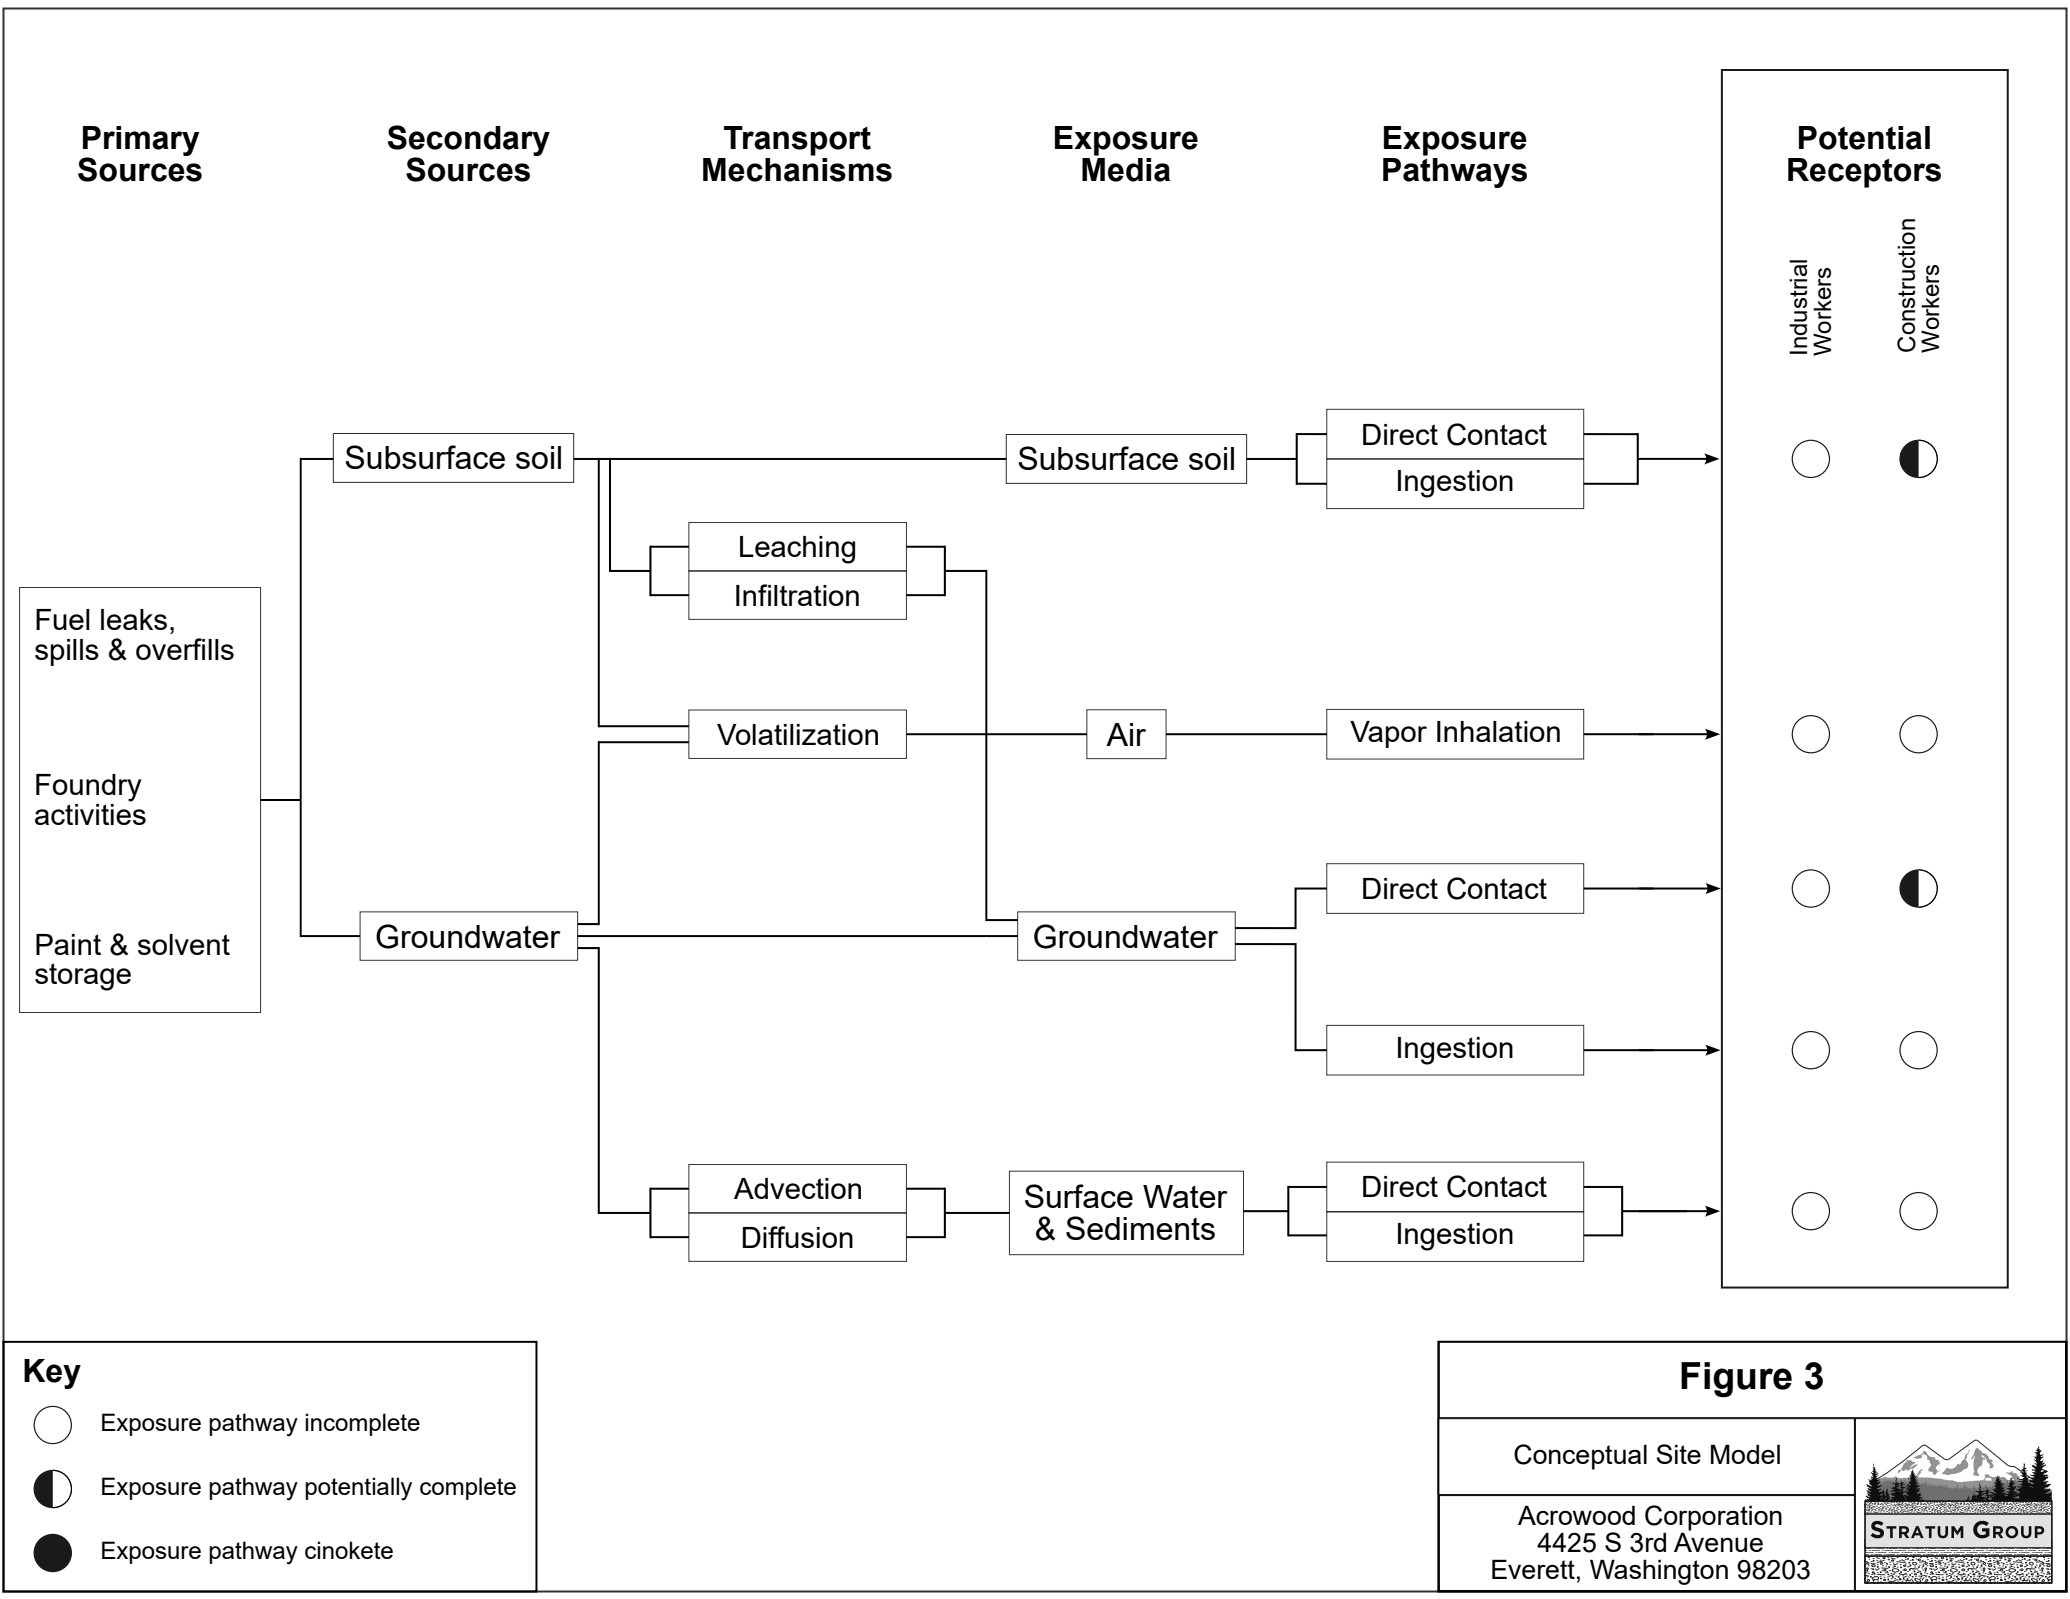 Primary
Sources
Secondary
Sources
Transport
Mechanisms
Exposure
Media
Exposure
Pathways
Potential
Receptors
Industrial
Workers
Construction
Workers
Fuel leaks,
spills & overfills
Foundry
activities
Paint & solvent
storage
Subsurface soil
Groundwater
Leaching
Infiltration
Volatilization
Advection
Diffusion
Subsurface soil
Air
Groundwater
Surface Water
& Sediments
Direct Contact
Ingestion
Vapor Inhalation
Direct Contact
Ingestion
Direct Contact
Ingestion
Key
Exposure pathway incomplete
Exposure pathway potentially complete
Exposure pathway cinokete
Figure 3
Conceptual Site Model
Acrowood Corporation
4425 S 3rd Avenue
Everett, Washington 98203
STRATUM GROUP